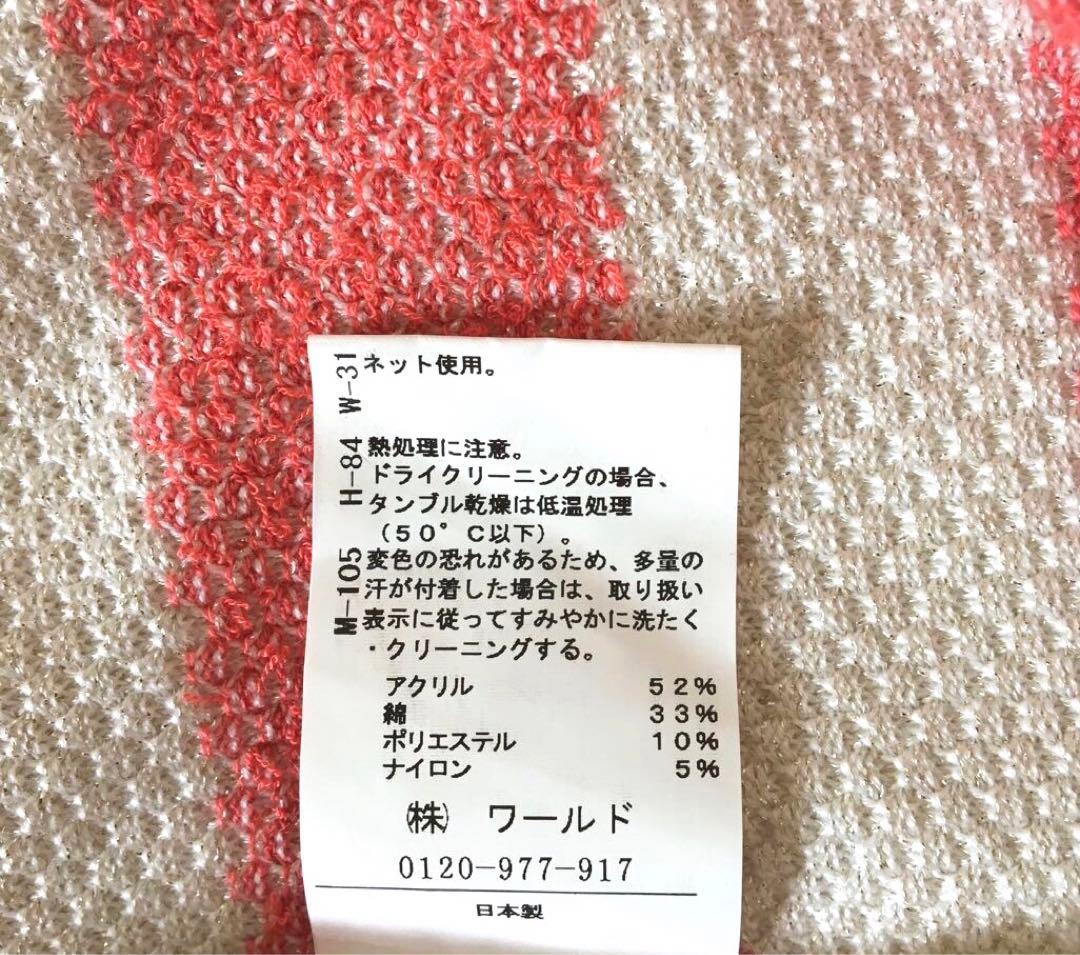 W-31 ネット使用。
H-84 熱処理に注意。
ドライクリーニングの場合、
タンブル乾燥は低温処理
（５０°Ｃ以下）。
M-105 変色の恐れがあるため、多量の
汗が付着した場合は、取り扱い
表示に従ってすみやかに洗たく
・クリーニングする。
アクリル ５２％
綿 ３３％
ポリエステル １０％
ナイロン ５％
㈱ ワールド
0120-977-917
日本製